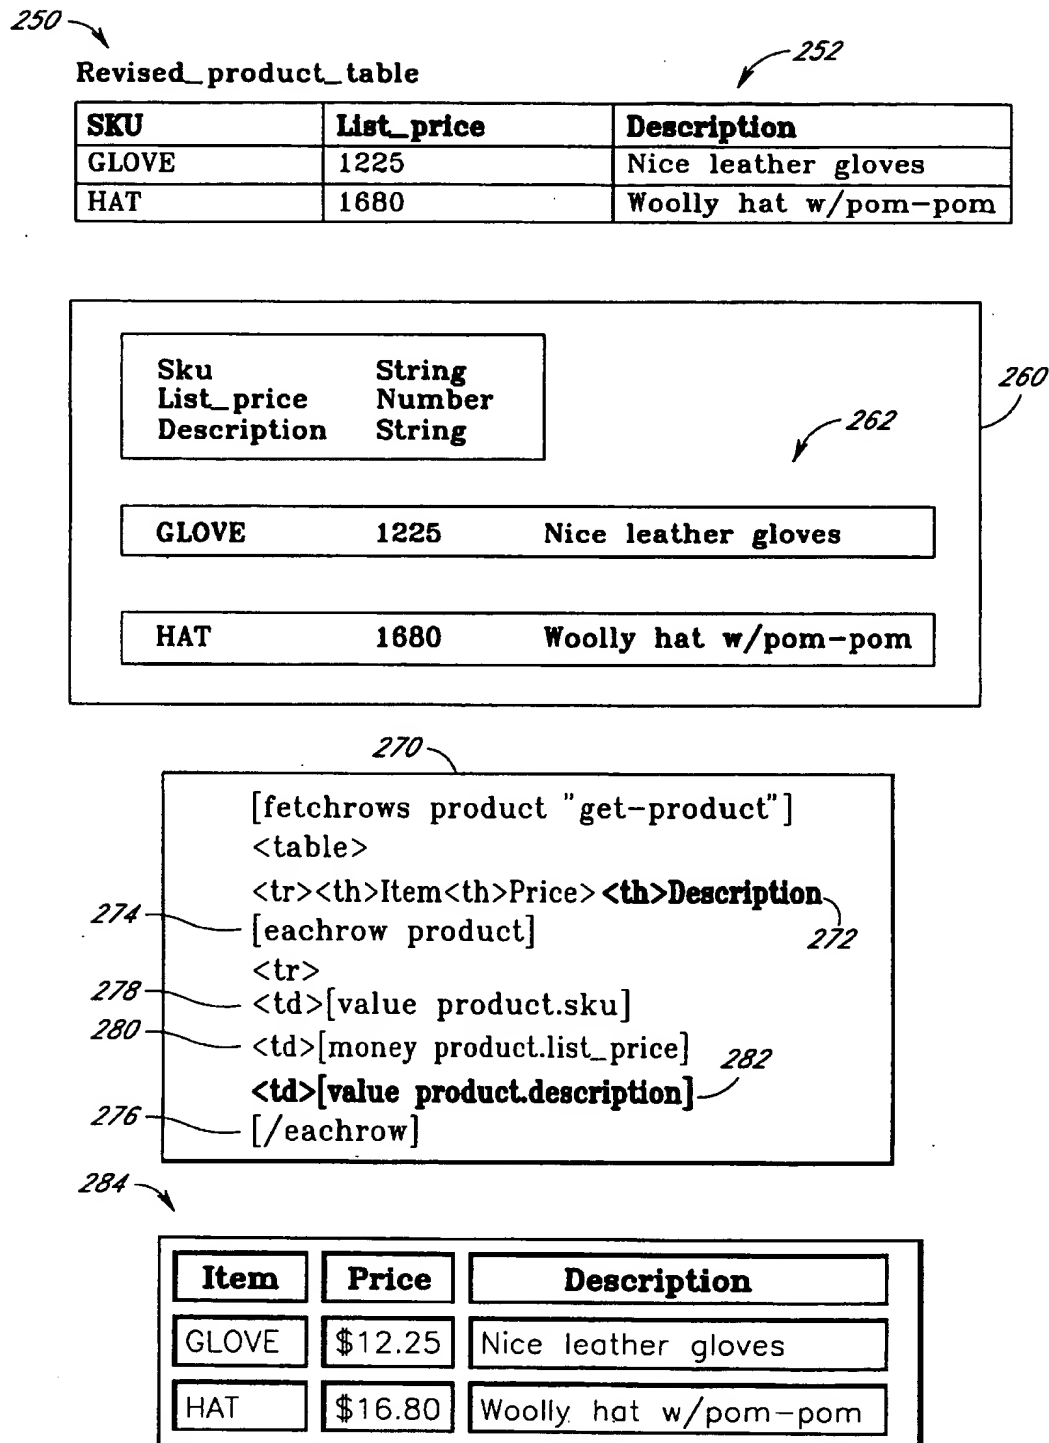 250
Revised_product_table
252
SKU List_price Description
GLOVE 1225 Nice leather gloves
HAT 1680 Woolly hat w/pom-pom
Sku String
List_price Number
Description String
260
262
GLOVE 1225 Nice leather gloves
HAT 1680 Woolly hat w/pom-pom
270
[fetchrows product "get-product"]
<table>
<tr><th>Item<th>Price> <th>Description
272
274 [eachrow product]
<tr>
278 <td>[value product.sku]
280 <td>[money product.list_price]
282
<td>[value product.description]
276 [/eachrow]
284
Item Price Description
GLOVE $12.25 Nice leather gloves
HAT $16.80 Woolly hat w/pom-pom